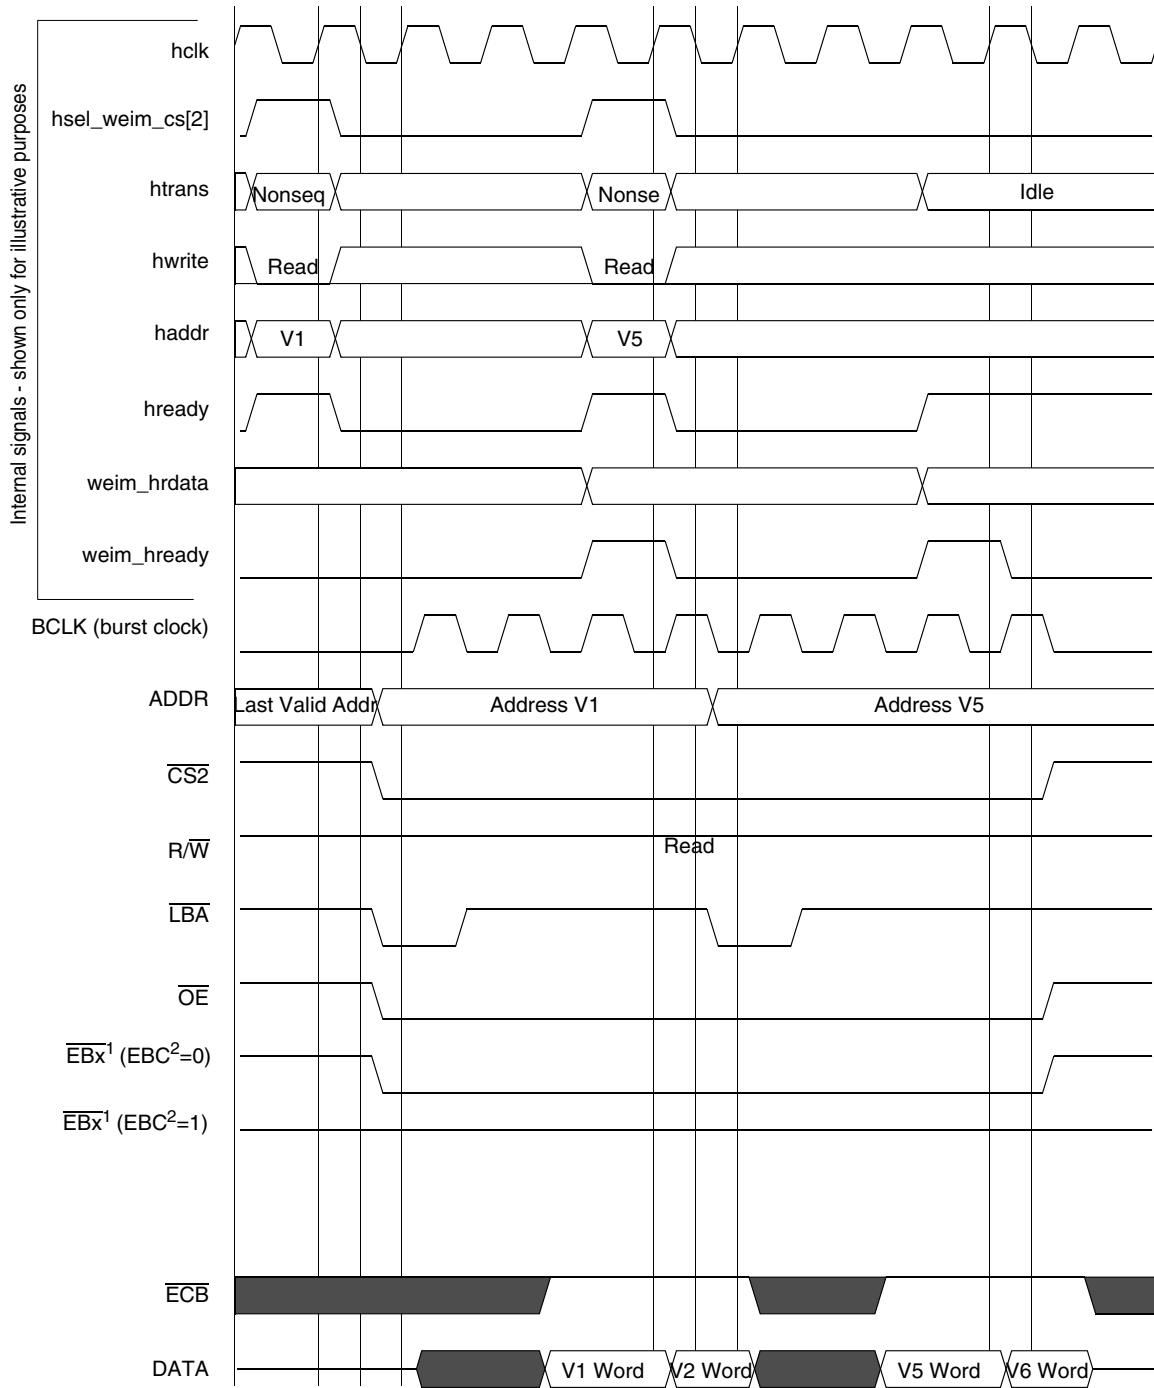 Internal signals - shown only for illustrative purposes
hclk
hsel_weim_cs[2]
htrans Nonseq Nonse Idle
hwrite Read Read
haddr V1 V5
hready
weim_hrdata
weim_hready
BCLK (burst clock)
ADDR Last Valid Addr Address V1 Address V5
CS2
R/W Read
LBA
OE
EBx1 (EBC2=0)
EBx1 (EBC2=1)
ECB
DATA V1 Word V2 Word V5 Word V6 Word